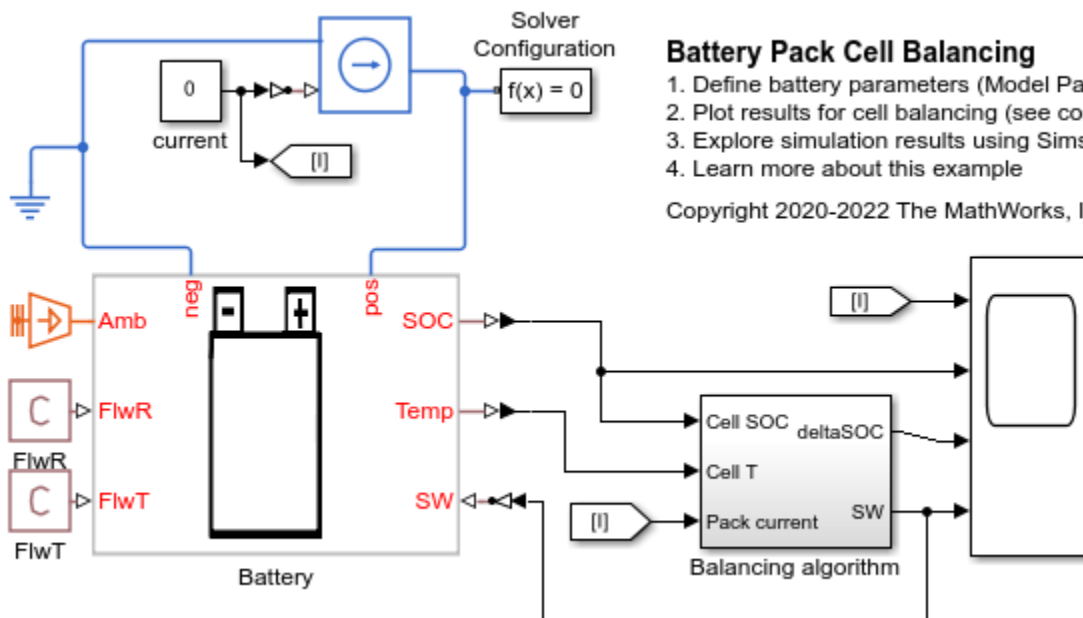 Solver
Configuration
f(x) = 0
0
current
[I]
Battery Pack Cell Balancing
1. Define battery parameters (Model Pa
2. Plot results for cell balancing (see co
3. Explore simulation results using Sims
4. Learn more about this example
Copyright 2020-2022 The MathWorks, I
neg
pos
-
+
Amb
SOC
[I]
C
FlwR
FlwR
Temp
Cell SOC
deltaSOC
Cell T
C
FlwT
FlwT
SW
[I]
Pack current
SW
Balancing algorithm
Battery